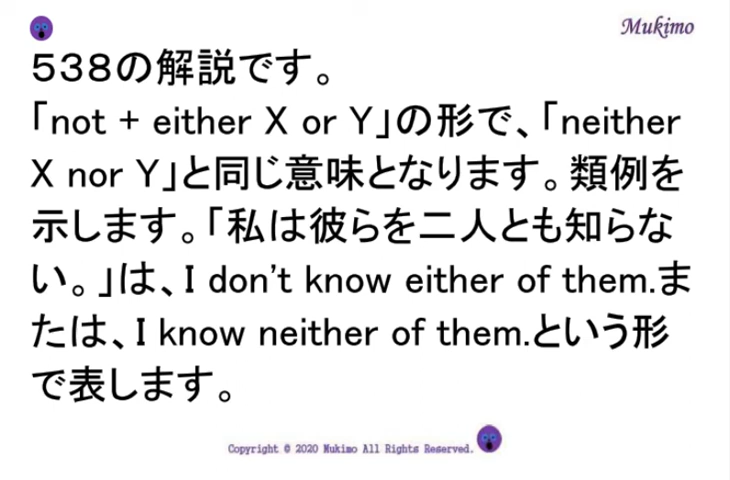 Mukimo
538の解説です。
「not + either X or Y」の形で、「neither
X nor Y」と同じ意味となります。類例を
示します。「私は彼らを二人とも知らな
い。」は、I don't know either of them.ま
たは、I know neither of them.という形
で表します。
Copyright © 2020 Mukimo All Rights Reserved.